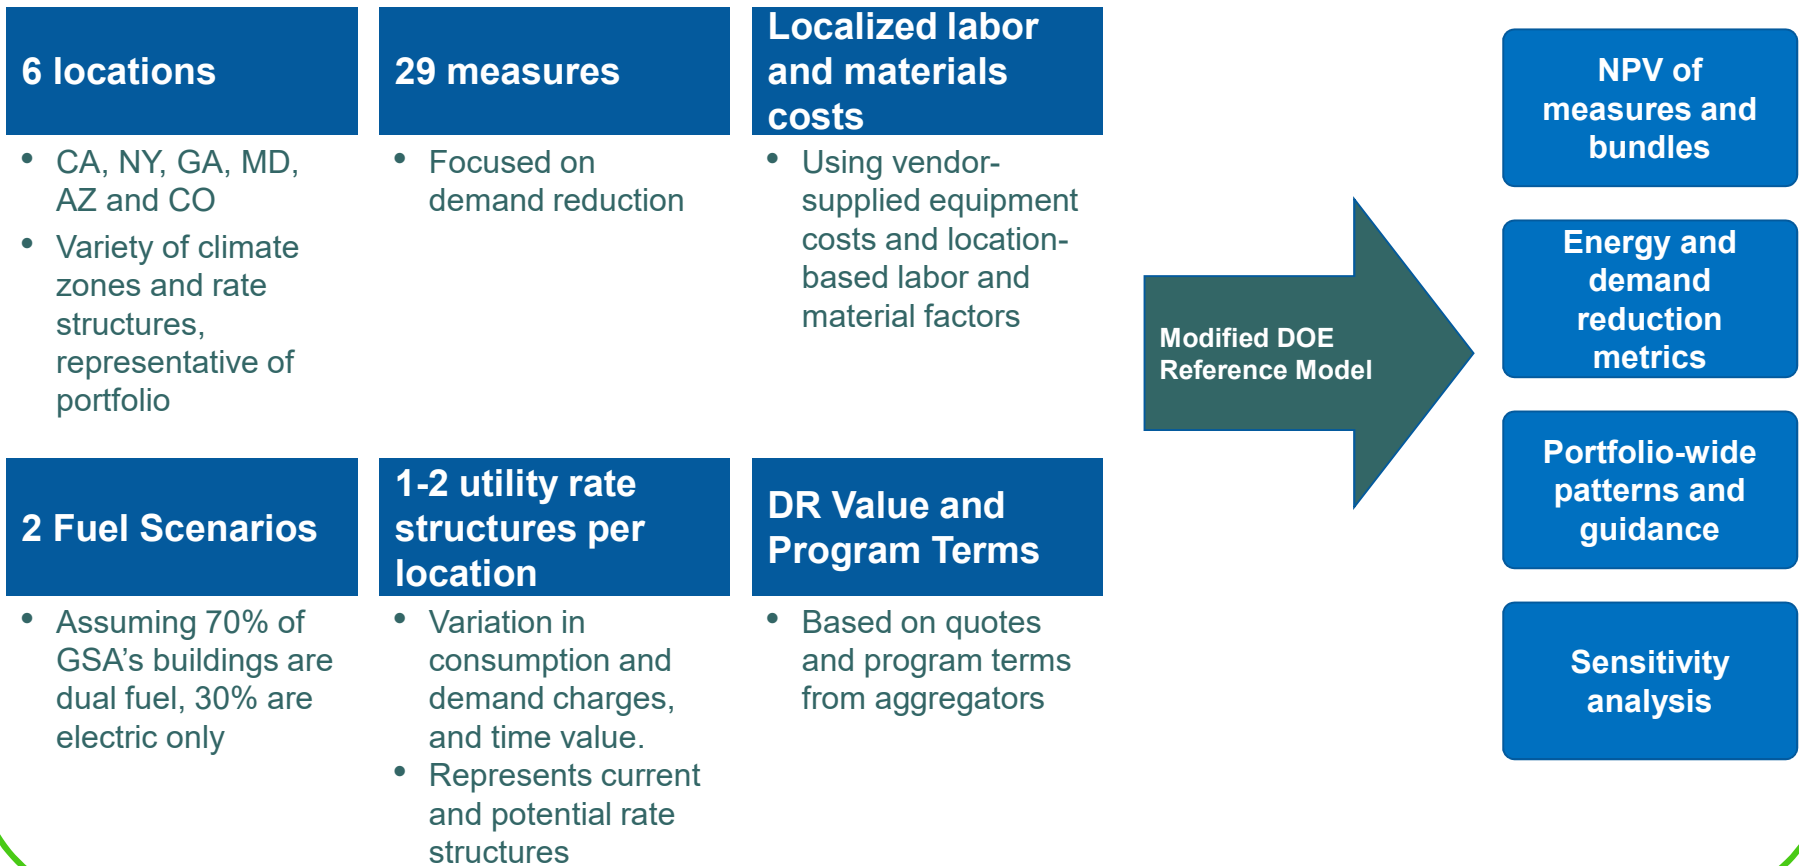 6 locations
• CA, NY, GA, MD,
AZ and CO
• Variety of climate
zones and rate
structures,
representative of
portfolio
29 measures
• Focused on
demand reduction
Localized labor
and materials
costs
• Using vendor-
supplied equipment
costs and location-
based labor and
material factors
2 Fuel Scenarios
• Assuming 70% of
GSA’s buildings are
dual fuel, 30% are
electric only
1-2 utility rate
structures per
location
• Variation in
consumption and
demand charges,
and time value.
• Represents current
and potential rate
structures
DR Value and
Program Terms
• Based on quotes
and program terms
from aggregators
Modified DOE
Reference Model
NPV of
measures and
bundles
Energy and
demand
reduction
metrics
Portfolio-wide
patterns and
guidance
Sensitivity
analysis